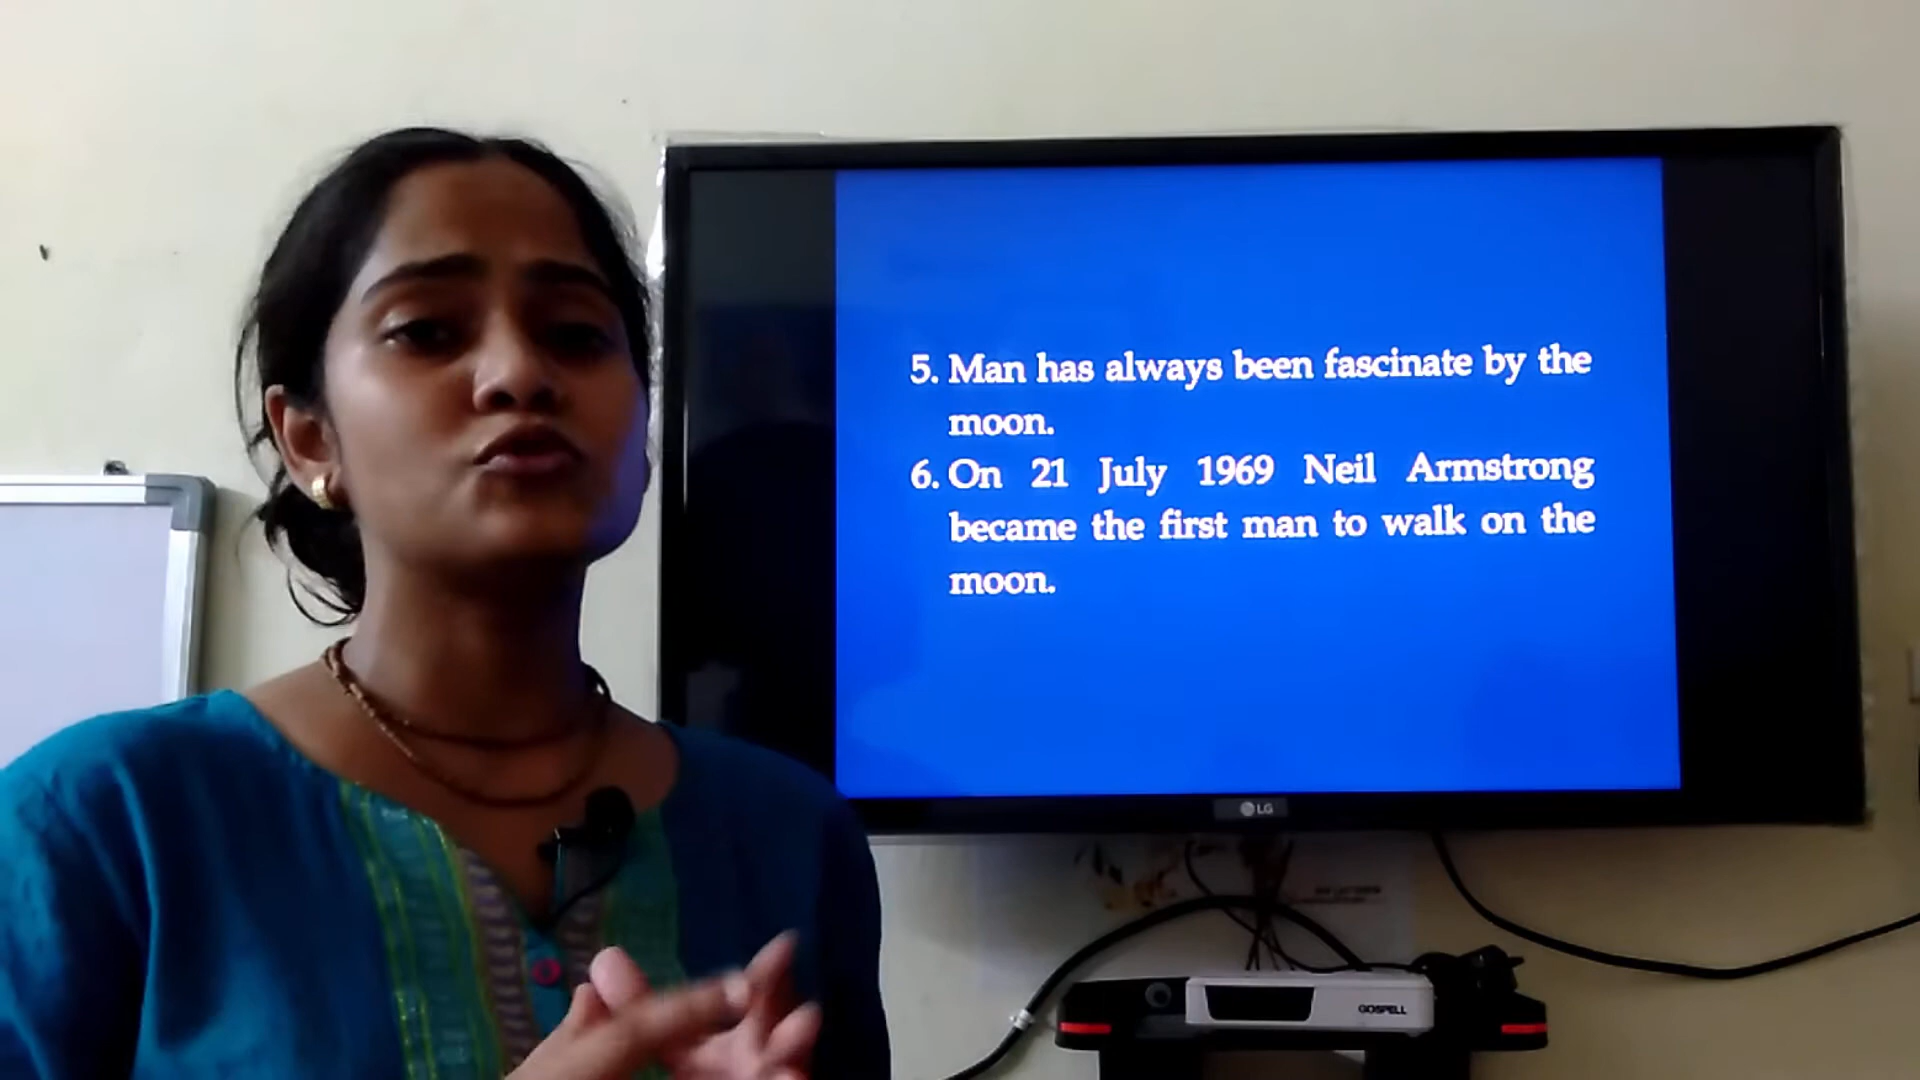 5. Man has always been fascinate by the
moon.
6. On 21 July 1969 Neil Armstrong
became the first man to walk on the
moon.
LG
GOSPELL